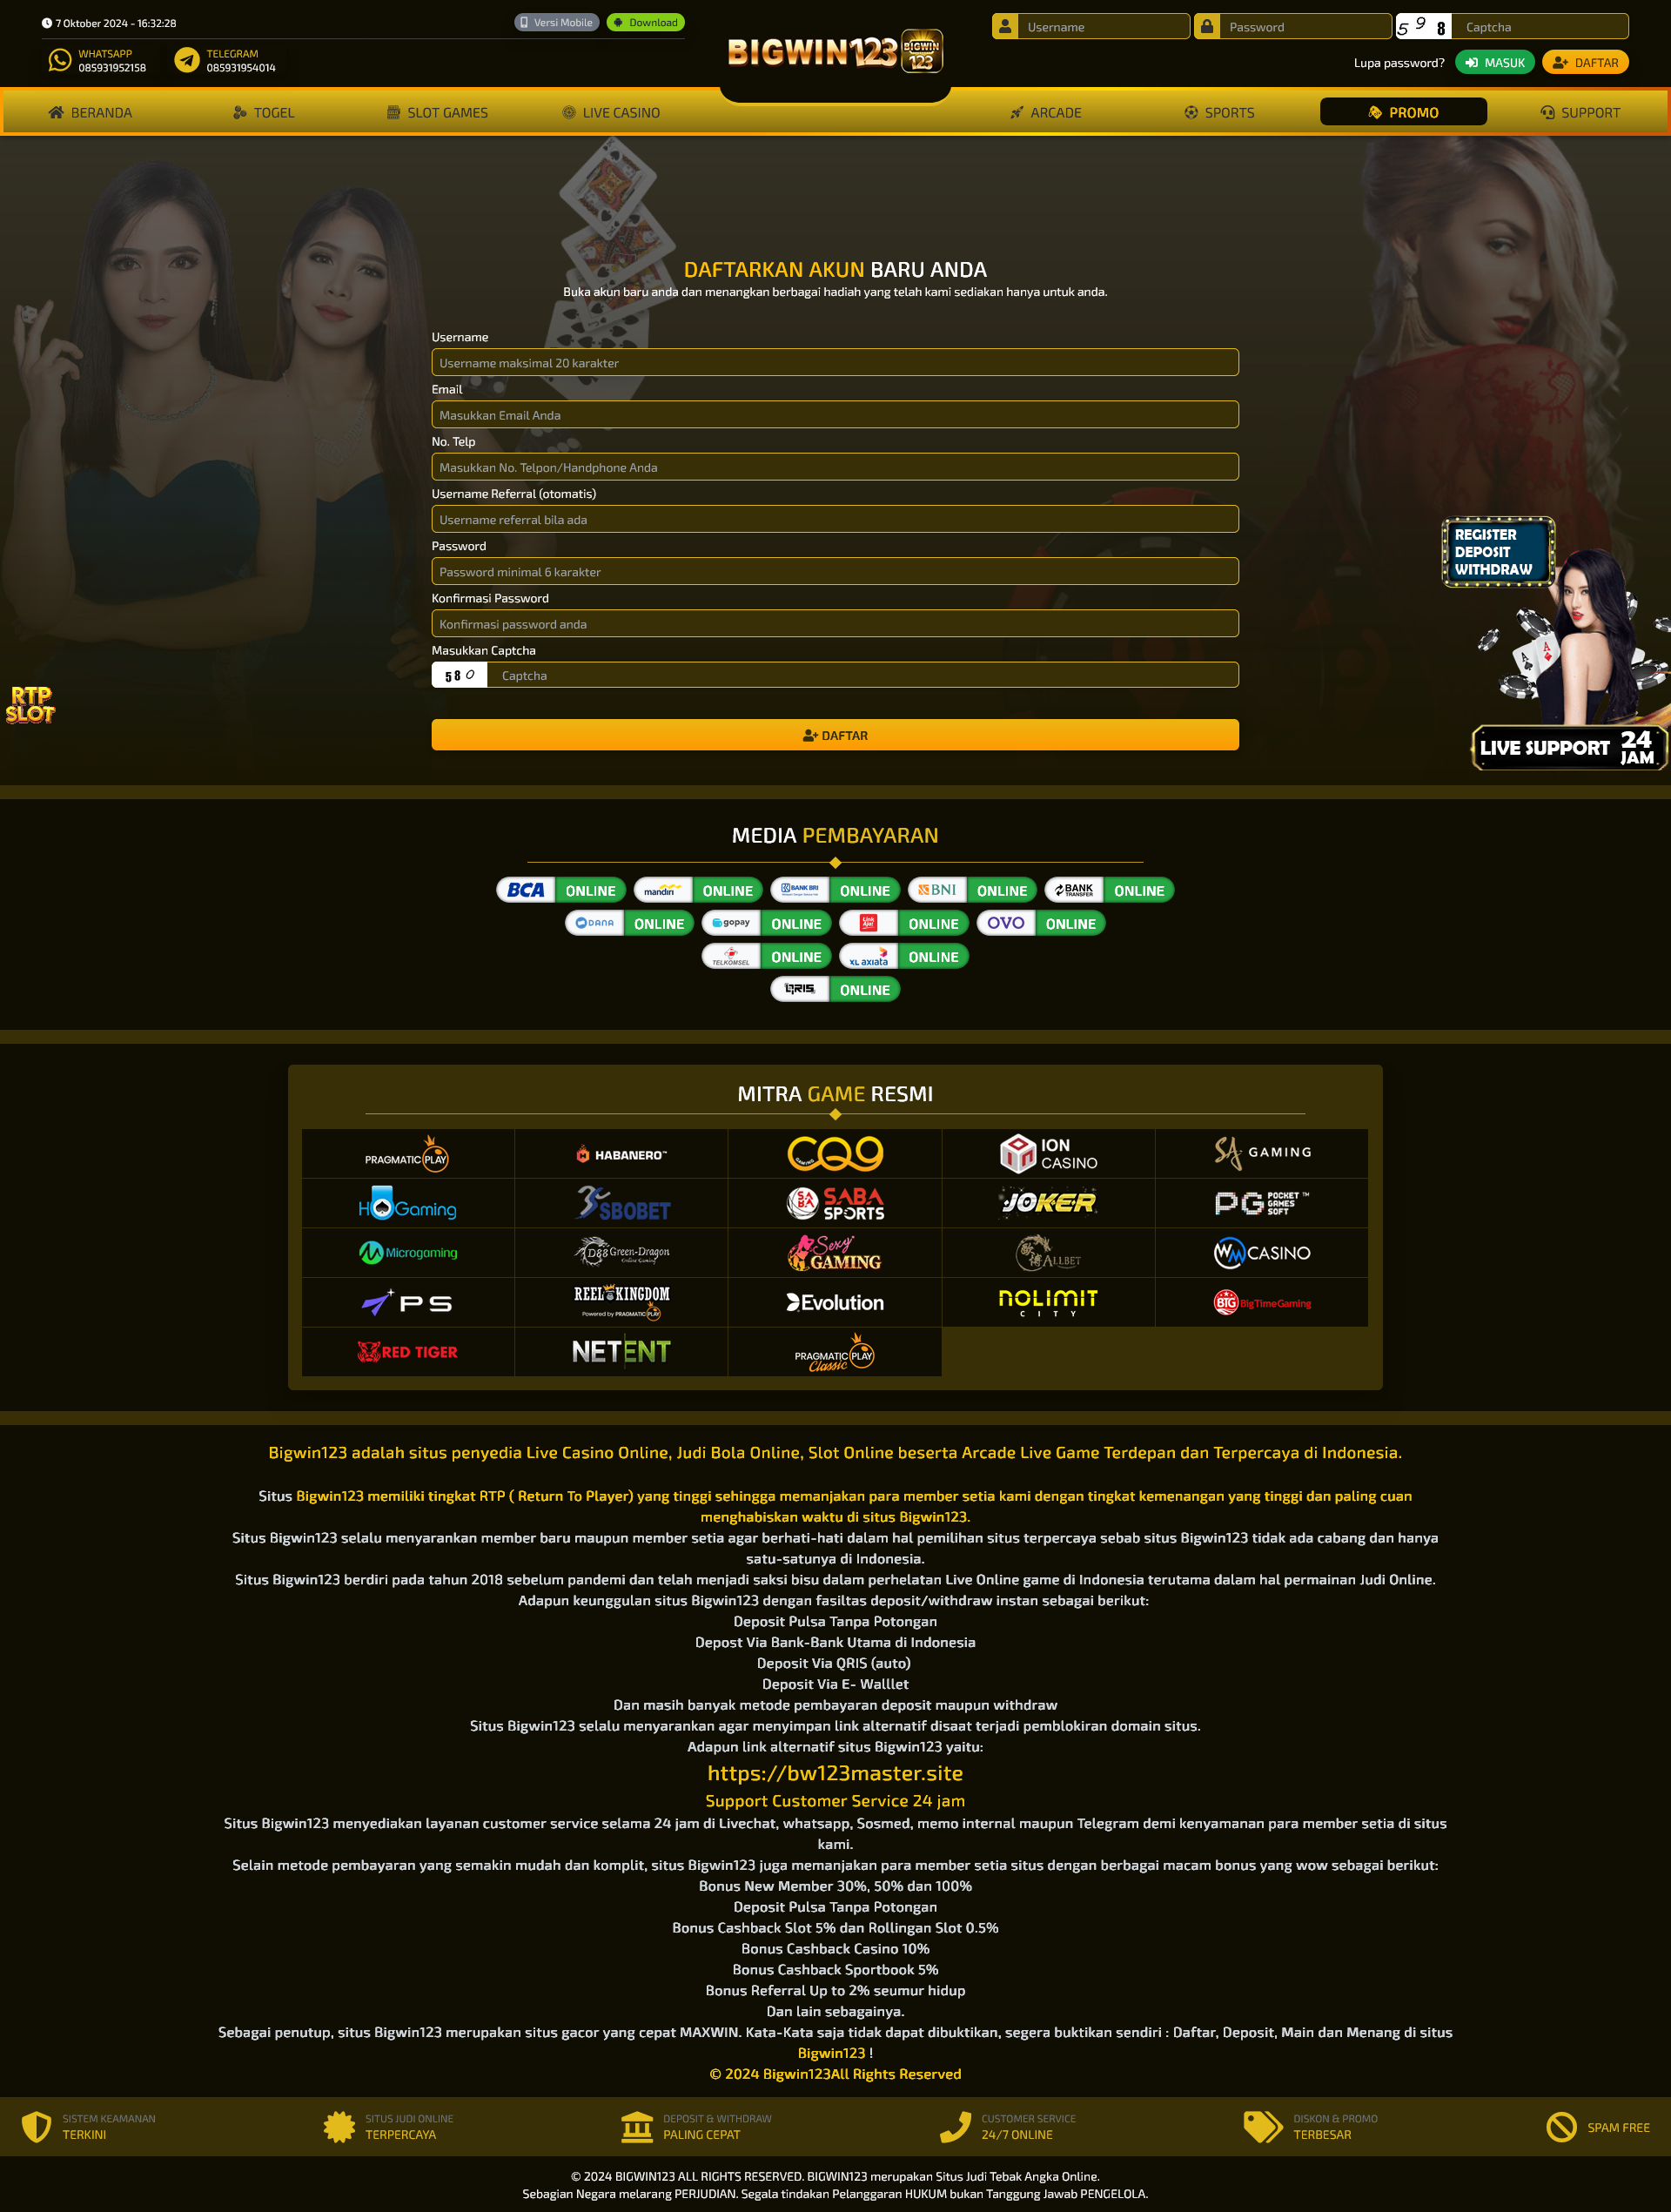 7 Oktober 2024 - 16:32:28
Versi Mobile
Download
WHATSAPP
085931952158
TELEGRAM
085931954014
BIGWIN123
BIGWIN
123
Username
Password
5 9 8
Captcha
Lupa password?
MASUK
DAFTAR
BERANDA
TOGEL
SLOT GAMES
LIVE CASINO
ARCADE
SPORTS
PROMO
SUPPORT
DAFTARKAN AKUN BARU ANDA
Buka akun baru anda dan menangkan berbagai hadiah yang telah kami sediakan hanya untuk anda.
Username
Username maksimal 20 karakter
Email
Masukkan Email Anda
No. Telp
Masukkan No. Telpon/Handphone Anda
Username Referral (otomatis)
Username referral bila ada
Password
Password minimal 6 karakter
Konfirmasi Password
Konfirmasi password anda
Masukkan Captcha
5 8 0
Captcha
DAFTAR
RTP
SLOT
REGISTER
DEPOSIT
WITHDRAW
A
A
LIVE SUPPORT 24
JAM
MEDIA PEMBAYARAN
BCA ONLINE
mandiri ONLINE
BANK BRI ONLINE
BNI ONLINE
BANK TRANSFER ONLINE
DANA ONLINE
gopay ONLINE
Link Aja! ONLINE
OVO ONLINE
TELKOMSEL ONLINE
XL axiata ONLINE
QRIS ONLINE
MITRA GAME RESMI
PRAGMATIC PLAY
HABANERO™
CQ9 GAMING
ION CASINO
SA GAMING
HOGaming
SBOBET
SABA SPORTS
JOKER
PG POCKET GAMES SOFT™
Microgaming
D88 Green-Dragon Online Gaming
Sexy GAMING
ALLBET
WM CASINO
PS
REEL KINGDOM
Powered by PRAGMATIC PLAY
Evolution
NOLIMIT CITY
BTG BigTimeGaming
RED TIGER
NETENT
PRAGMATIC PLAY Classic
Bigwin123 adalah situs penyedia Live Casino Online, Judi Bola Online, Slot Online beserta Arcade Live Game Terdepan dan Terpercaya di Indonesia.
Situs Bigwin123 memiliki tingkat RTP ( Return To Player) yang tinggi sehingga memanjakan para member setia kami dengan tingkat kemenangan yang tinggi dan paling cuan
menghabiskan waktu di situs Bigwin123.
Situs Bigwin123 selalu menyarankan member baru maupun member setia agar berhati-hati dalam hal pemilihan situs terpercaya sebab situs Bigwin123 tidak ada cabang dan hanya
satu-satunya di Indonesia.
Situs Bigwin123 berdiri pada tahun 2018 sebelum pandemi dan telah menjadi saksi bisu dalam perhelatan Live Online game di Indonesia terutama dalam hal permainan Judi Online.
Adapun keunggulan situs Bigwin123 dengan fasiltas deposit/withdraw instan sebagai berikut:
Deposit Pulsa Tanpa Potongan
Depost Via Bank-Bank Utama di Indonesia
Deposit Via QRIS (auto)
Deposit Via E- Walllet
Dan masih banyak metode pembayaran deposit maupun withdraw
Situs Bigwin123 selalu menyarankan agar menyimpan link alternatif disaat terjadi pemblokiran domain situs.
Adapun link alternatif situs Bigwin123 yaitu:
https://bw123master.site
Support Customer Service 24 jam
Situs Bigwin123 menyediakan layanan customer service selama 24 jam di Livechat, whatsapp, Sosmed, memo internal maupun Telegram demi kenyamanan para member setia di situs
kami.
Selain metode pembayaran yang semakin mudah dan komplit, situs Bigwin123 juga memanjakan para member setia situs dengan berbagai macam bonus yang wow sebagai berikut:
Bonus New Member 30%, 50% dan 100%
Deposit Pulsa Tanpa Potongan
Bonus Cashback Slot 5% dan Rollingan Slot 0.5%
Bonus Cashback Casino 10%
Bonus Cashback Sportbook 5%
Bonus Referral Up to 2% seumur hidup
Dan lain sebagainya.
Sebagai penutup, situs Bigwin123 merupakan situs gacor yang cepat MAXWIN. Kata-Kata saja tidak dapat dibuktikan, segera buktikan sendiri : Daftar, Deposit, Main dan Menang di situs
Bigwin123 !
© 2024 Bigwin123All Rights Reserved
SISTEM KEAMANAN
TERKINI
SITUS JUDI ONLINE
TERPERCAYA
DEPOSIT & WITHDRAW
PALING CEPAT
CUSTOMER SERVICE
24/7 ONLINE
DISKON & PROMO
TERBESAR
SPAM FREE
© 2024 BIGWIN123 ALL RIGHTS RESERVED. BIGWIN123 merupakan Situs Judi Tebak Angka Online.
Sebagian Negara melarang PERJUDIAN. Segala tindakan Pelanggaran HUKUM bukan Tanggung Jawab PENGELOLA.